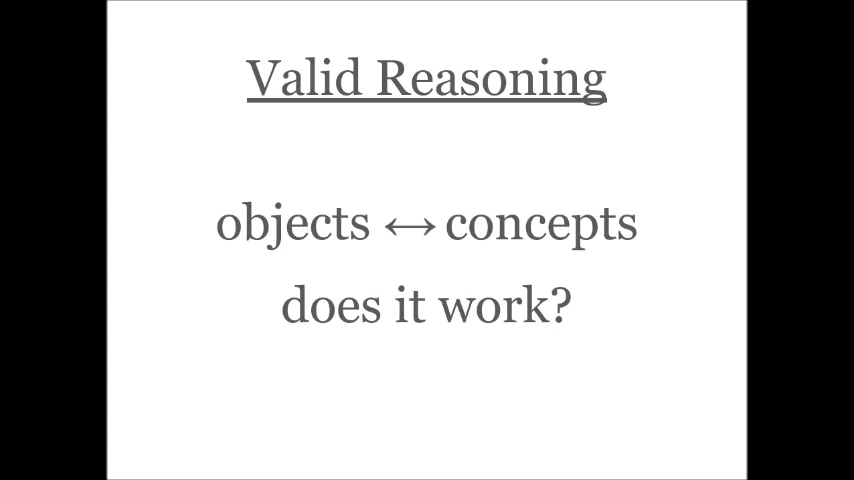 Valid Reasoning
objects ↔ concepts
does it work?